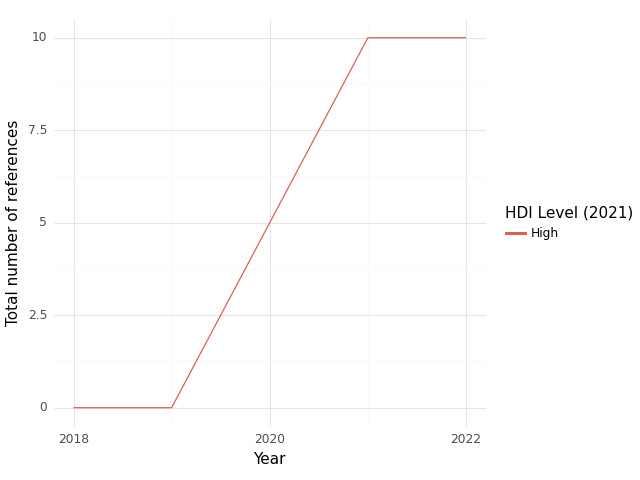 10
7.5
5
2.5
0
Total number of references
2018
2020
2022
Year
HDI Level (2021)
High